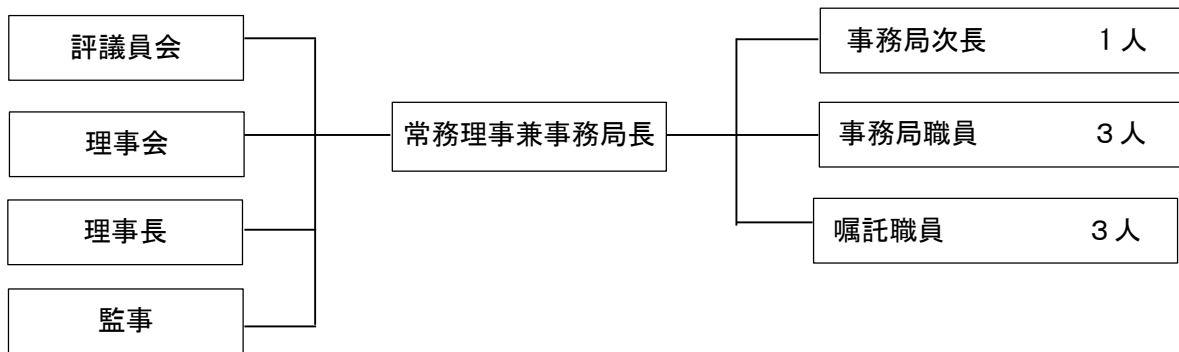 評議員会
理事会
理事長
監事
常務理事兼事務局長
事務局次長 1人
事務局職員 3人
嘱託職員 3人